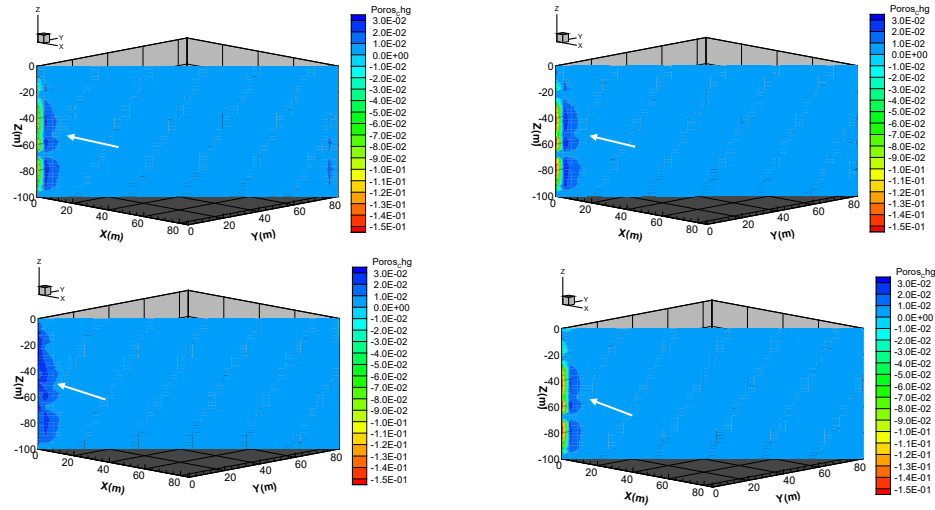 Poros_chg
3.0E-02
2.0E-02
1.0E-02
0.0E+00
-1.0E-02
-2.0E-02
-3.0E-02
-4.0E-02
-5.0E-02
-6.0E-02
-7.0E-02
-8.0E-02
-9.0E-02
-1.0E-01
-1.1E-01
-1.2E-01
-1.3E-01
-1.4E-01
-1.5E-01
Z
Y
X
0
-20
-40
-60
-80
-100
Z(m)
0
20
40
60
80
X(m)
0
20
40
60
80
Y(m)
Poros_chg
3.0E-02
2.0E-02
1.0E-02
0.0E+00
-1.0E-02
-2.0E-02
-3.0E-02
-4.0E-02
-5.0E-02
-6.0E-02
-7.0E-02
-8.0E-02
-9.0E-02
-1.0E-01
-1.1E-01
-1.2E-01
-1.3E-01
-1.4E-01
-1.5E-01
Z
Y
X
0
-20
-40
-60
-80
-100
Z(m)
0
20
40
60
80
X(m)
0
20
40
60
80
Y(m)
Poros_chg
3.0E-02
2.0E-02
1.0E-02
0.0E+00
-1.0E-02
-2.0E-02
-3.0E-02
-4.0E-02
-5.0E-02
-6.0E-02
-7.0E-02
-8.0E-02
-9.0E-02
-1.0E-01
-1.1E-01
-1.2E-01
-1.3E-01
-1.4E-01
-1.5E-01
Z
Y
X
0
-20
-40
-60
-80
-100
Z(m)
0
20
40
60
80
X(m)
0
20
40
60
80
Y(m)
Poros_chg
3.0E-02
2.0E-02
1.0E-02
0.0E+00
-1.0E-02
-2.0E-02
-3.0E-02
-4.0E-02
-5.0E-02
-6.0E-02
-7.0E-02
-8.0E-02
-9.0E-02
-1.0E-01
-1.1E-01
-1.2E-01
-1.3E-01
-1.4E-01
-1.5E-01
Z
Y
X
0
-20
-40
-60
-80
-100
Z(m)
0
20
40
60
80
X(m)
0
20
40
60
80
Y(m)